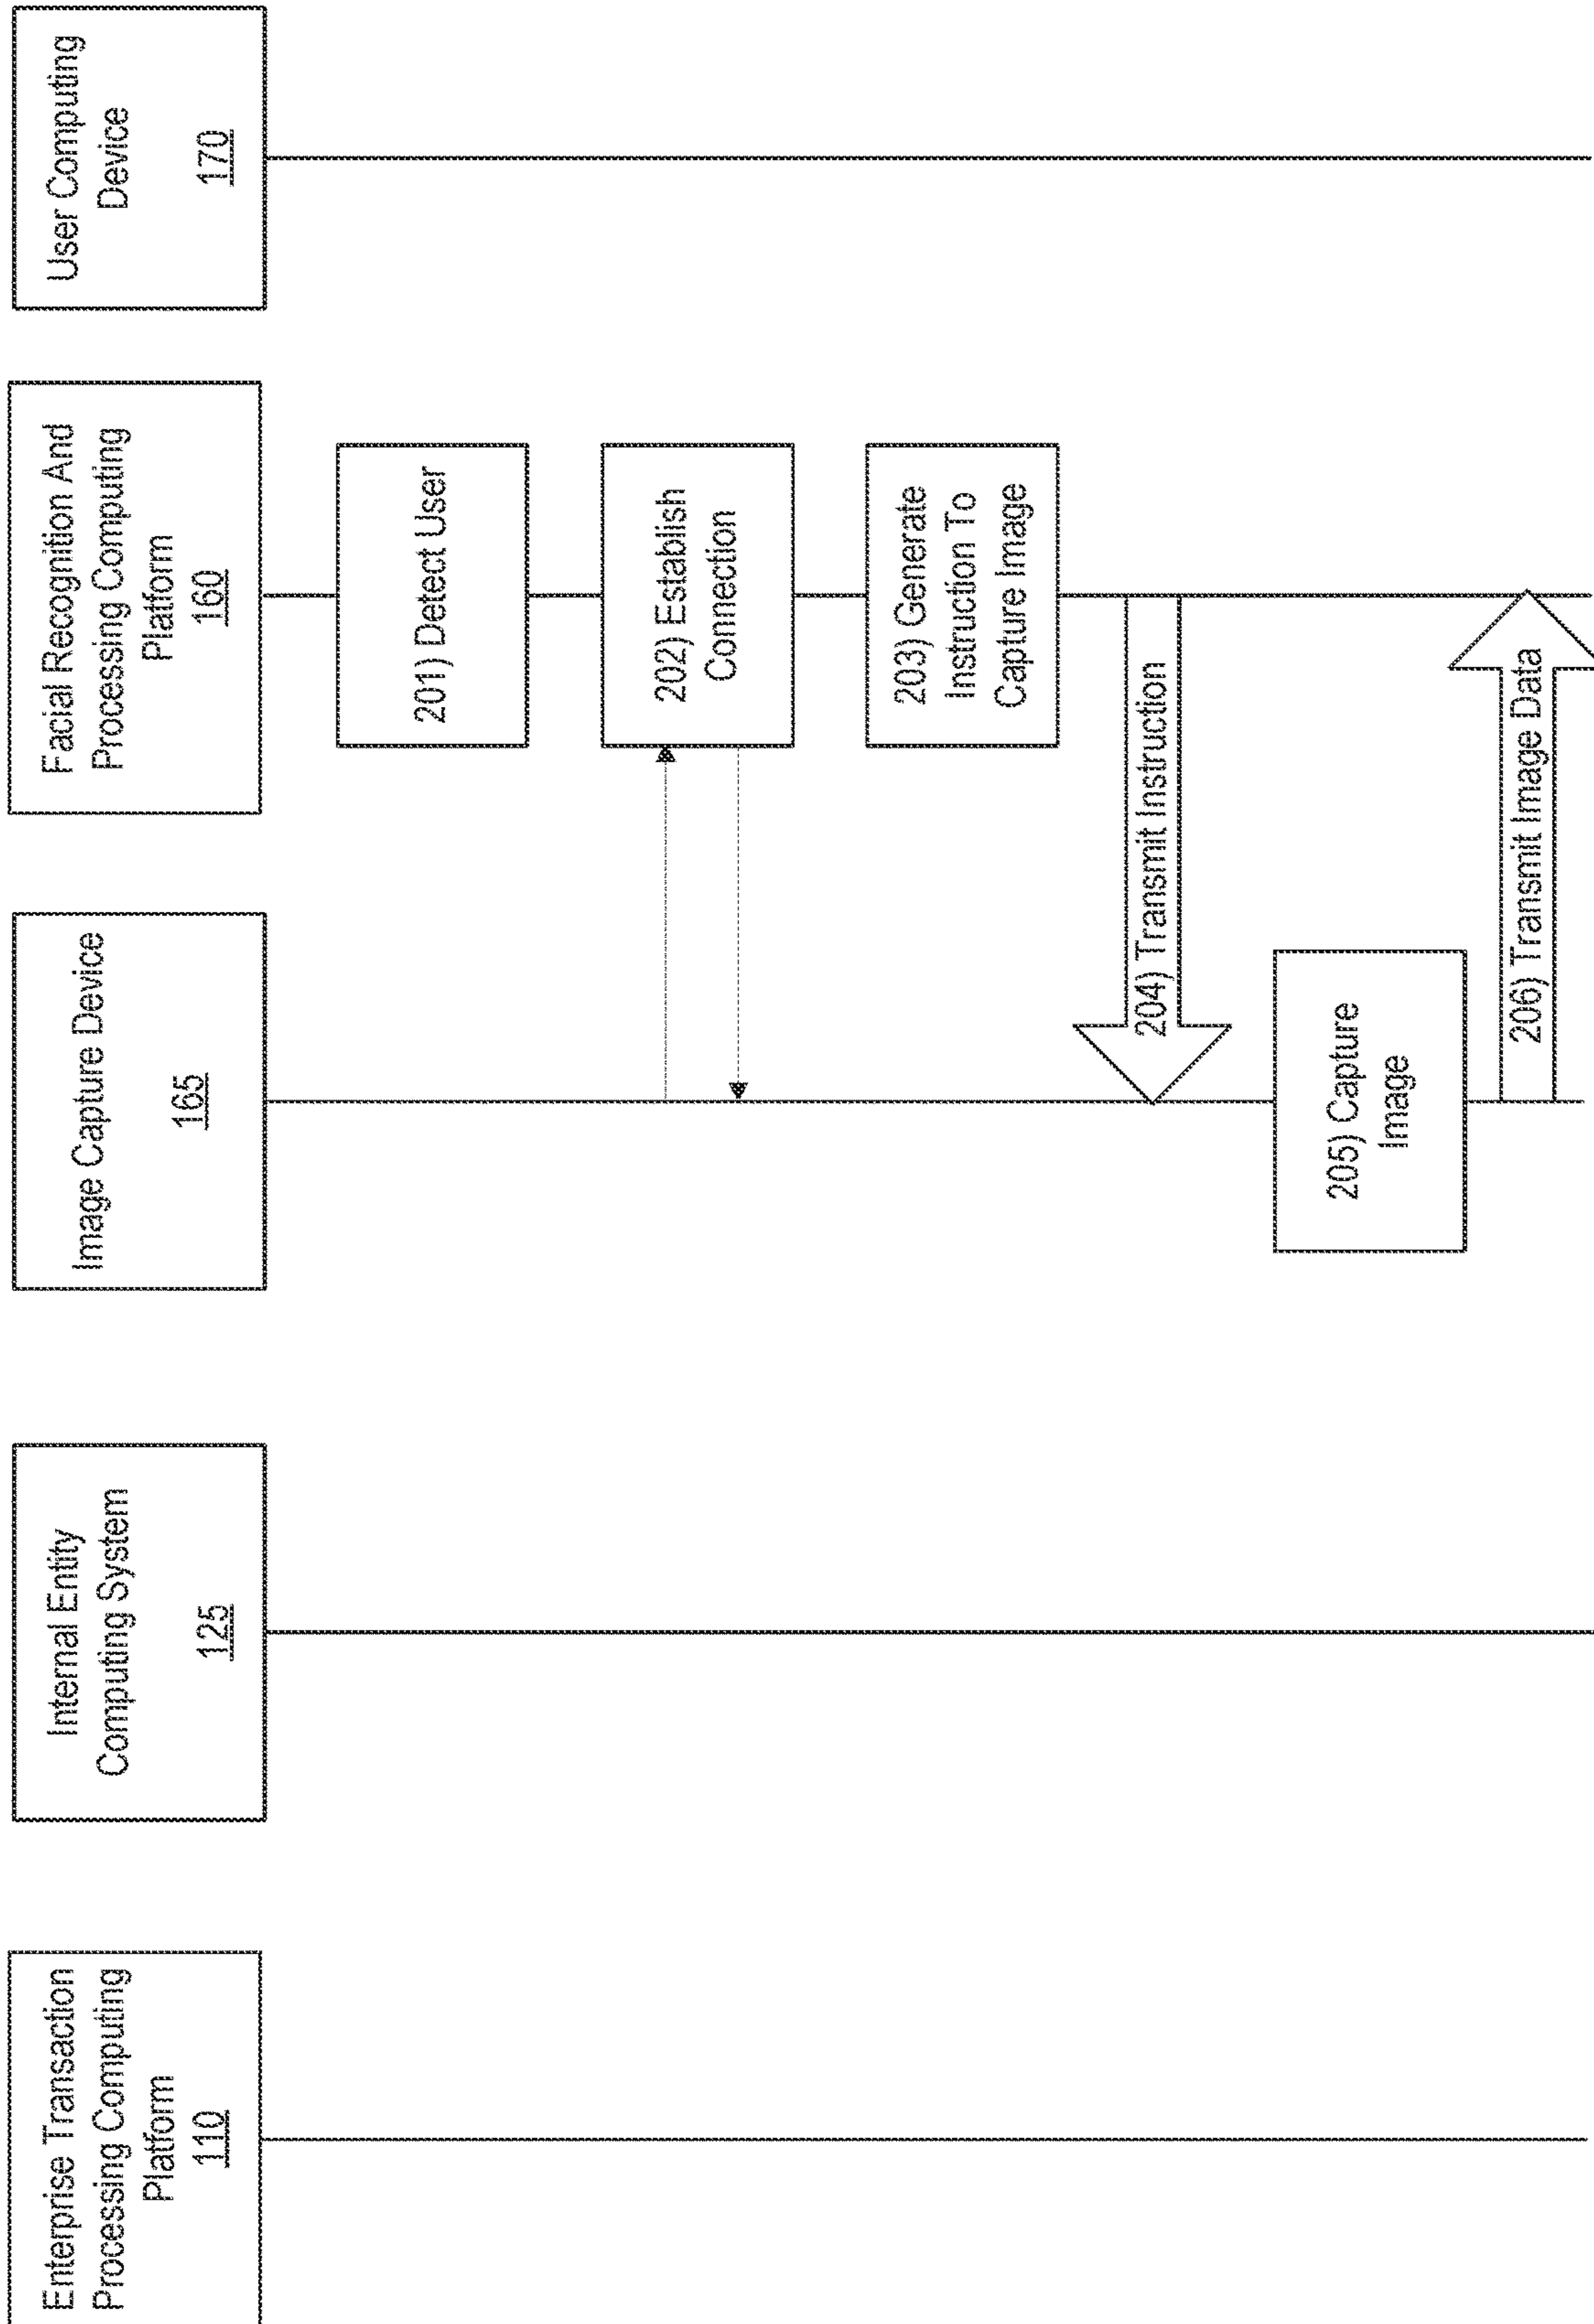 Enterprise Transaction
Processing Computing
Platform
110
Internal Entity
Computing System
125
Image Capture Device
165
Facial Recognition And
Processing Computing
Platform
160
User Computing
Device
170
201) Detect User
202) Establish
Connection
203) Generate
Instruction To
Capture Image
204) Transmit Instruction
205) Capture
Image
206) Transmit Image Data